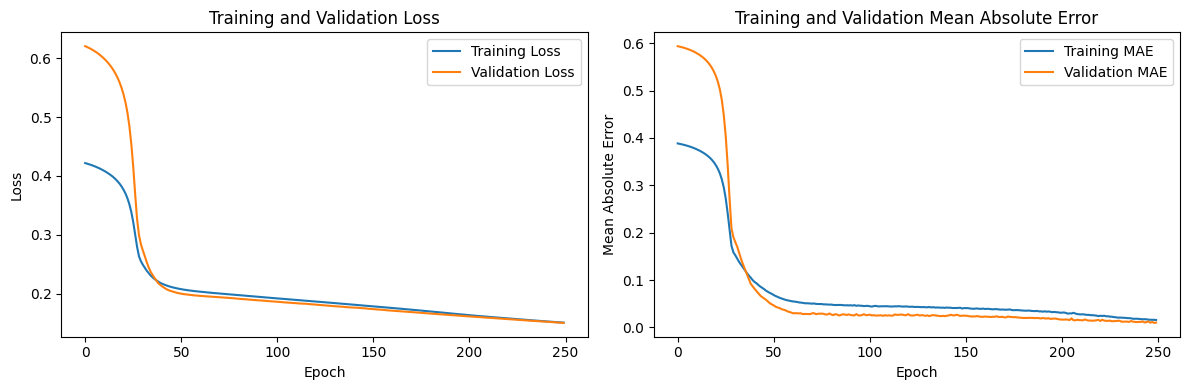 Training and Validation Loss
Training Loss
Validation Loss
Loss
0.6
0.5
0.4
0.3
0.2
0
50
100
150
200
250
Epoch
Training and Validation Mean Absolute Error
Training MAE
Validation MAE
Mean Absolute Error
0.6
0.5
0.4
0.3
0.2
0.1
0.0
0
50
100
150
200
250
Epoch